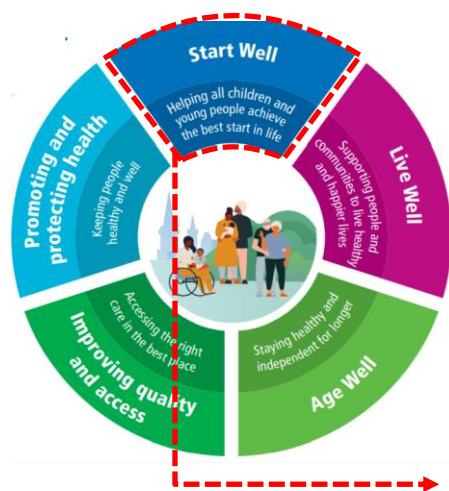 Start Well
Helping all children and
young people achieve
the best start in life
Live Well
Supporting people and
communities to live healthy
and happier lives
Age Well
Staying healthy and
independent for longer
Improving quality
and access
Accessing the right
care in the best place
Promoting and
protecting health
Keeping people
healthy and well